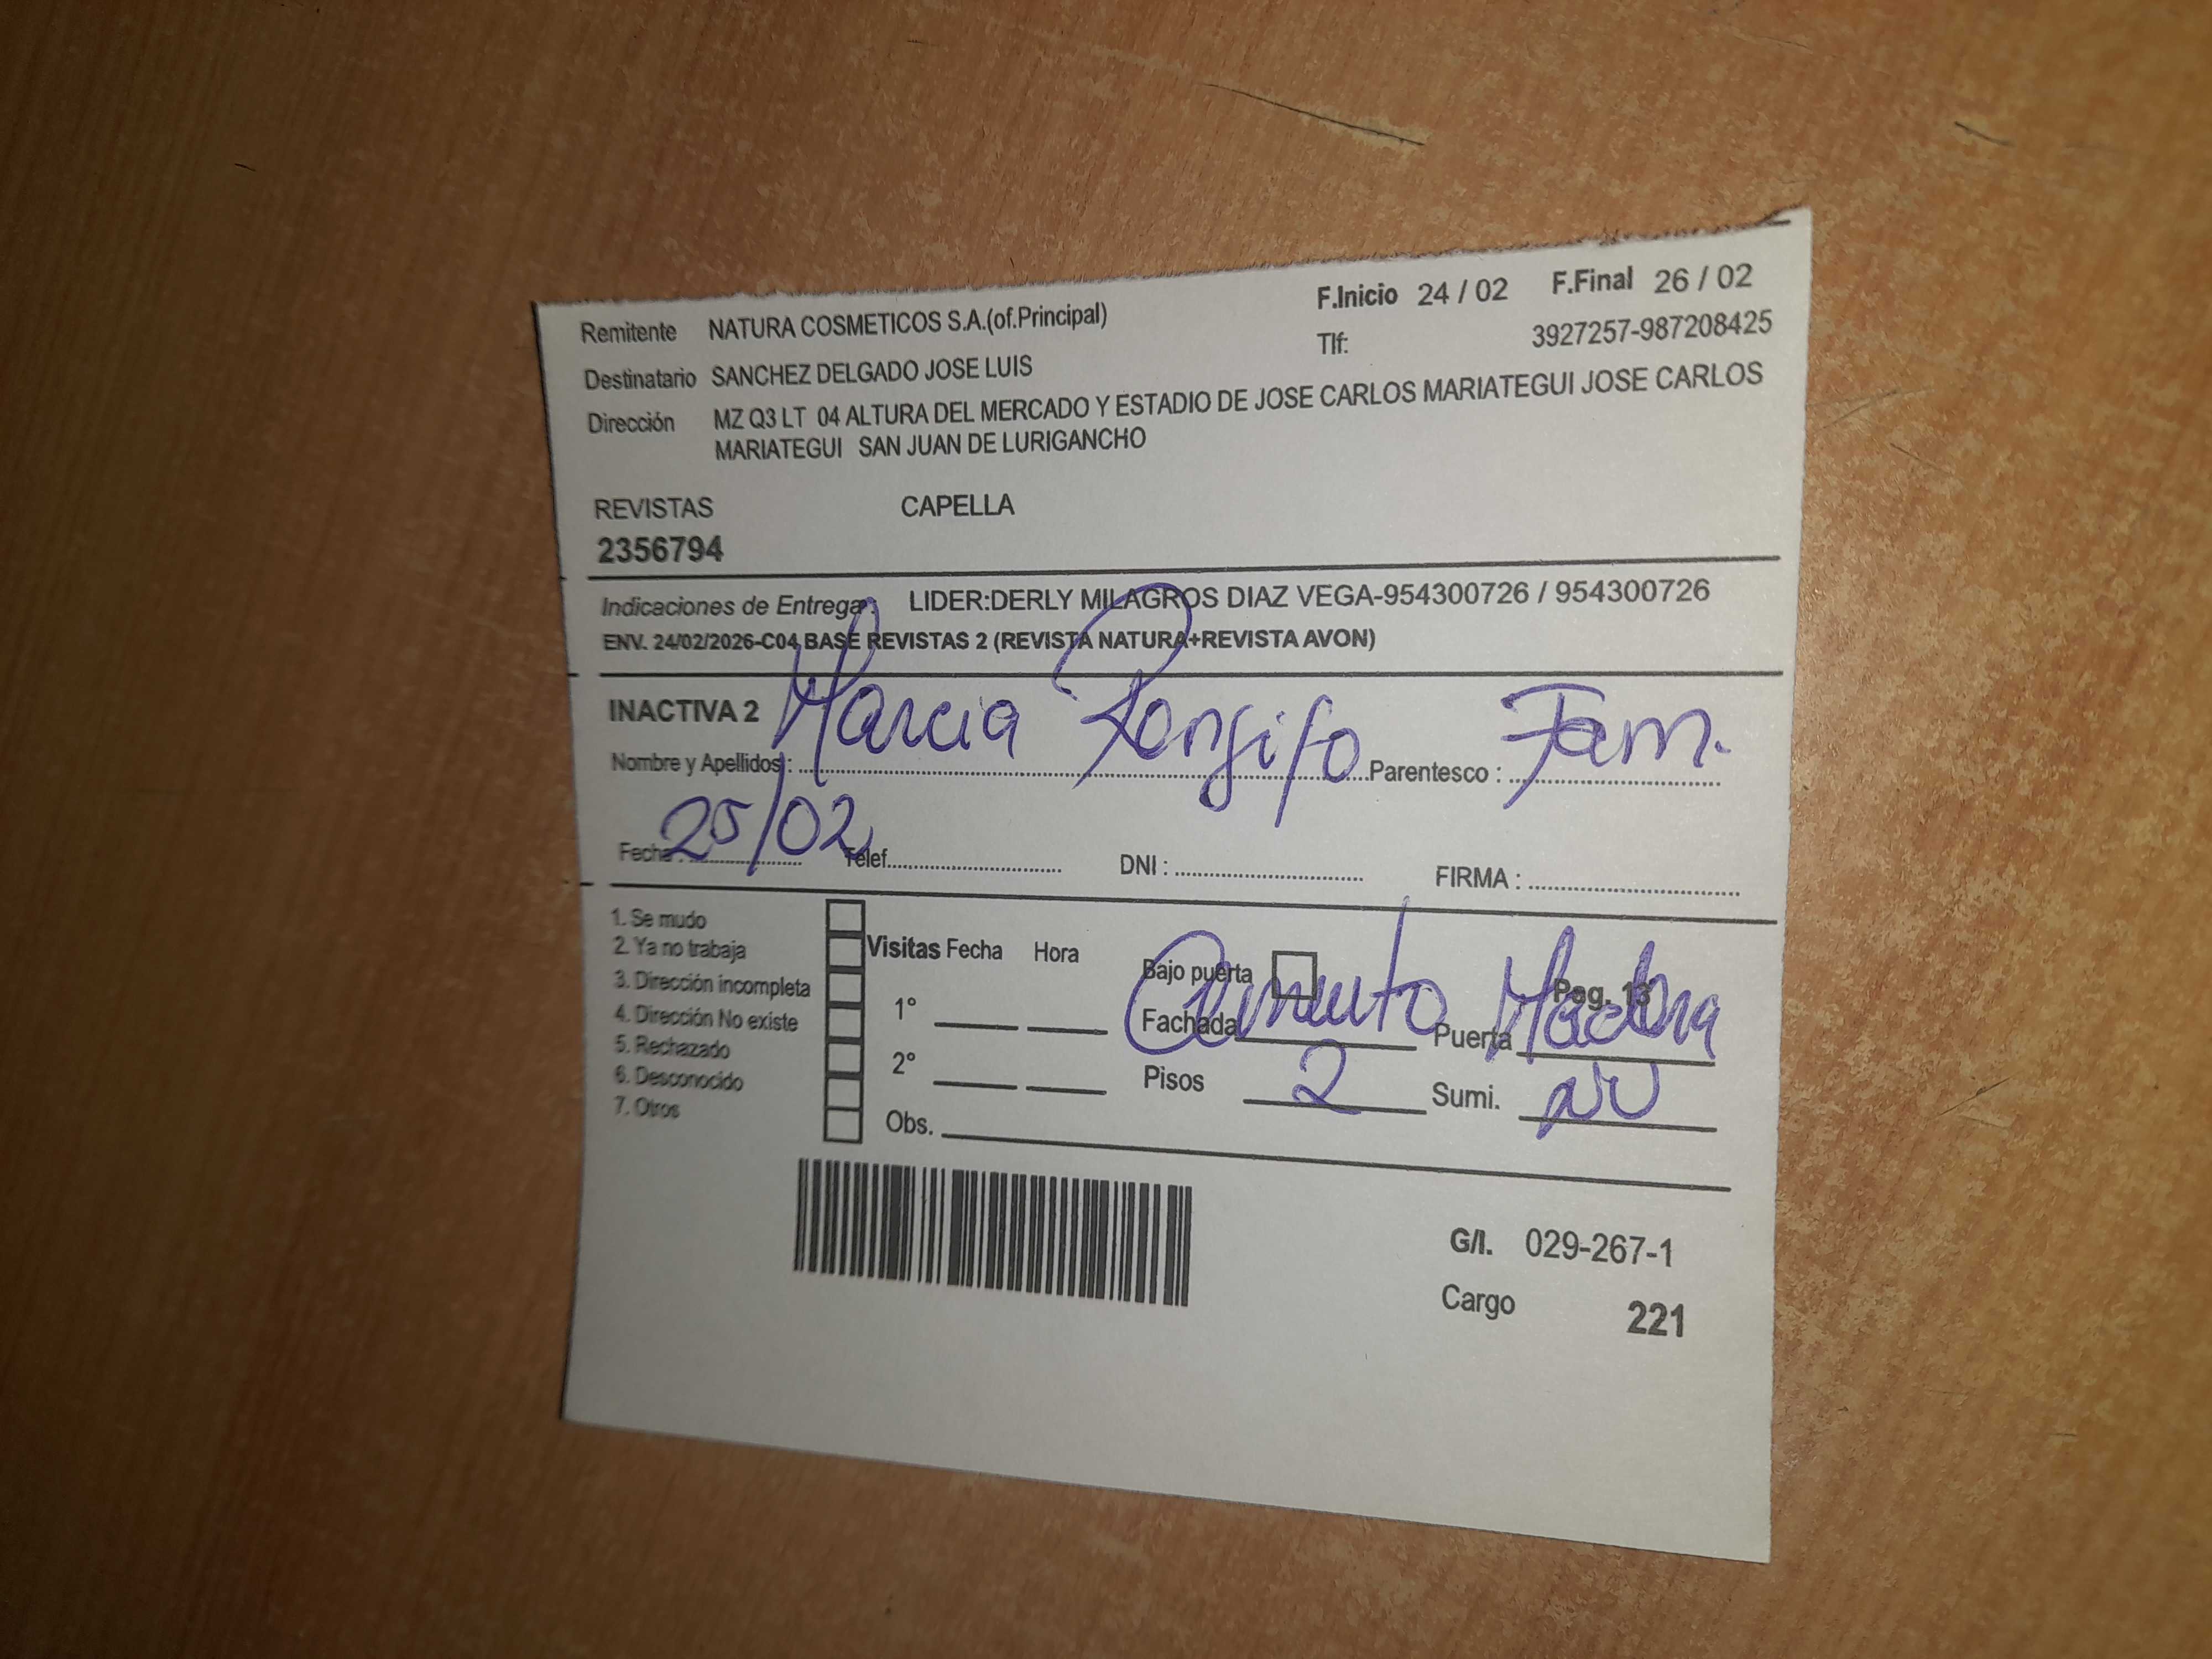 F.Inicio 24 / 02 F.Final 26 / 02
Remitente NATURA COSMETICOS S.A.(of.Principal) Tlf: 3927257-987208425
Destinatario SANCHEZ DELGADO JOSE LUIS
Dirección MZ Q3 LT 04 ALTURA DEL MERCADO Y ESTADIO DE JOSE CARLOS MARIATEGUI JOSE CARLOS
MARIATEGUI SAN JUAN DE LURIGANCHO
REVISTAS CAPELLA
2356794
Indicaciones de Entrega: LIDER:DERLY MILAGROS DIAZ VEGA-954300726 / 954300726
ENV. 24/02/2026-C04 BASE REVISTAS 2 (REVISTA NATURA+REVISTA AVON)
INACTIVA 2
Nombre y Apellidos : Marcia Rengifo Parentesco : Fam.
Fecha : 25/02 Telef. DNI : FIRMA :
1. Se mudo
2. Ya no trabaja
3. Dirección incompleta
4. Dirección No existe
5. Rechazado
6. Desconocido
7. Otros
Visitas Fecha Hora
1°
2°
Obs.
Bajo puerta Pag. 13
Fachada Cemento Puerta Madera
Pisos 2 Sumi.
G/I. 029-267-1
Cargo 221